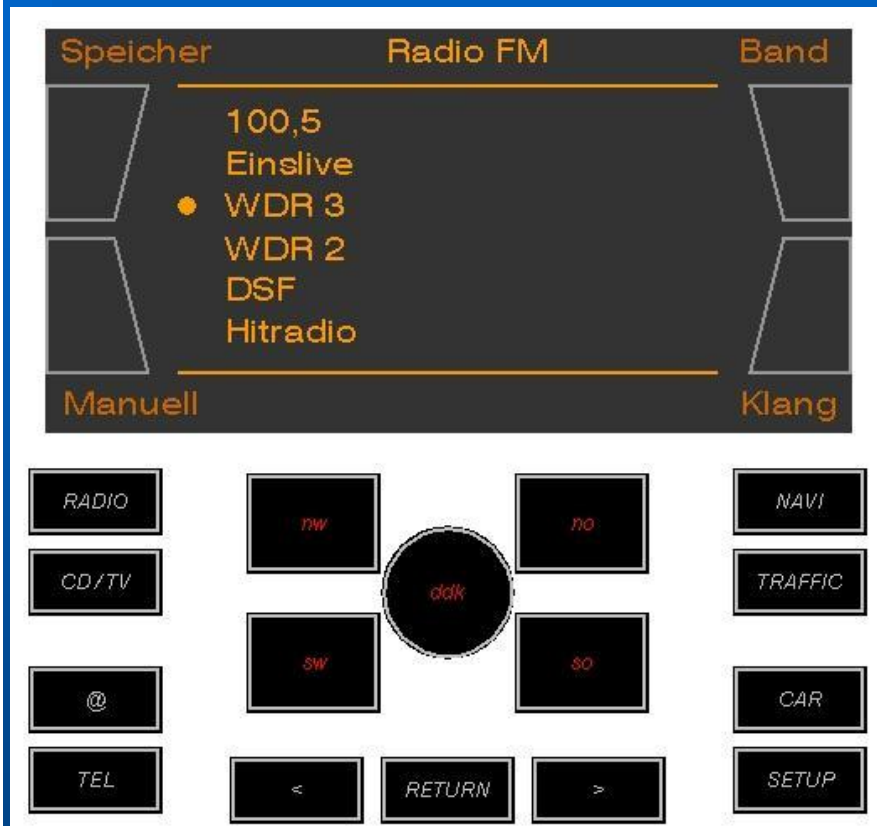 Speicher Radio FM Band
100,5
Einslive
WDR 3
WDR 2
DSF
Hitradio
Manuell Klang
RADIO nw no NAVI
CD/TV ddk TRAFFIC
sw so
@ CAR
TEL < RETURN > SETUP